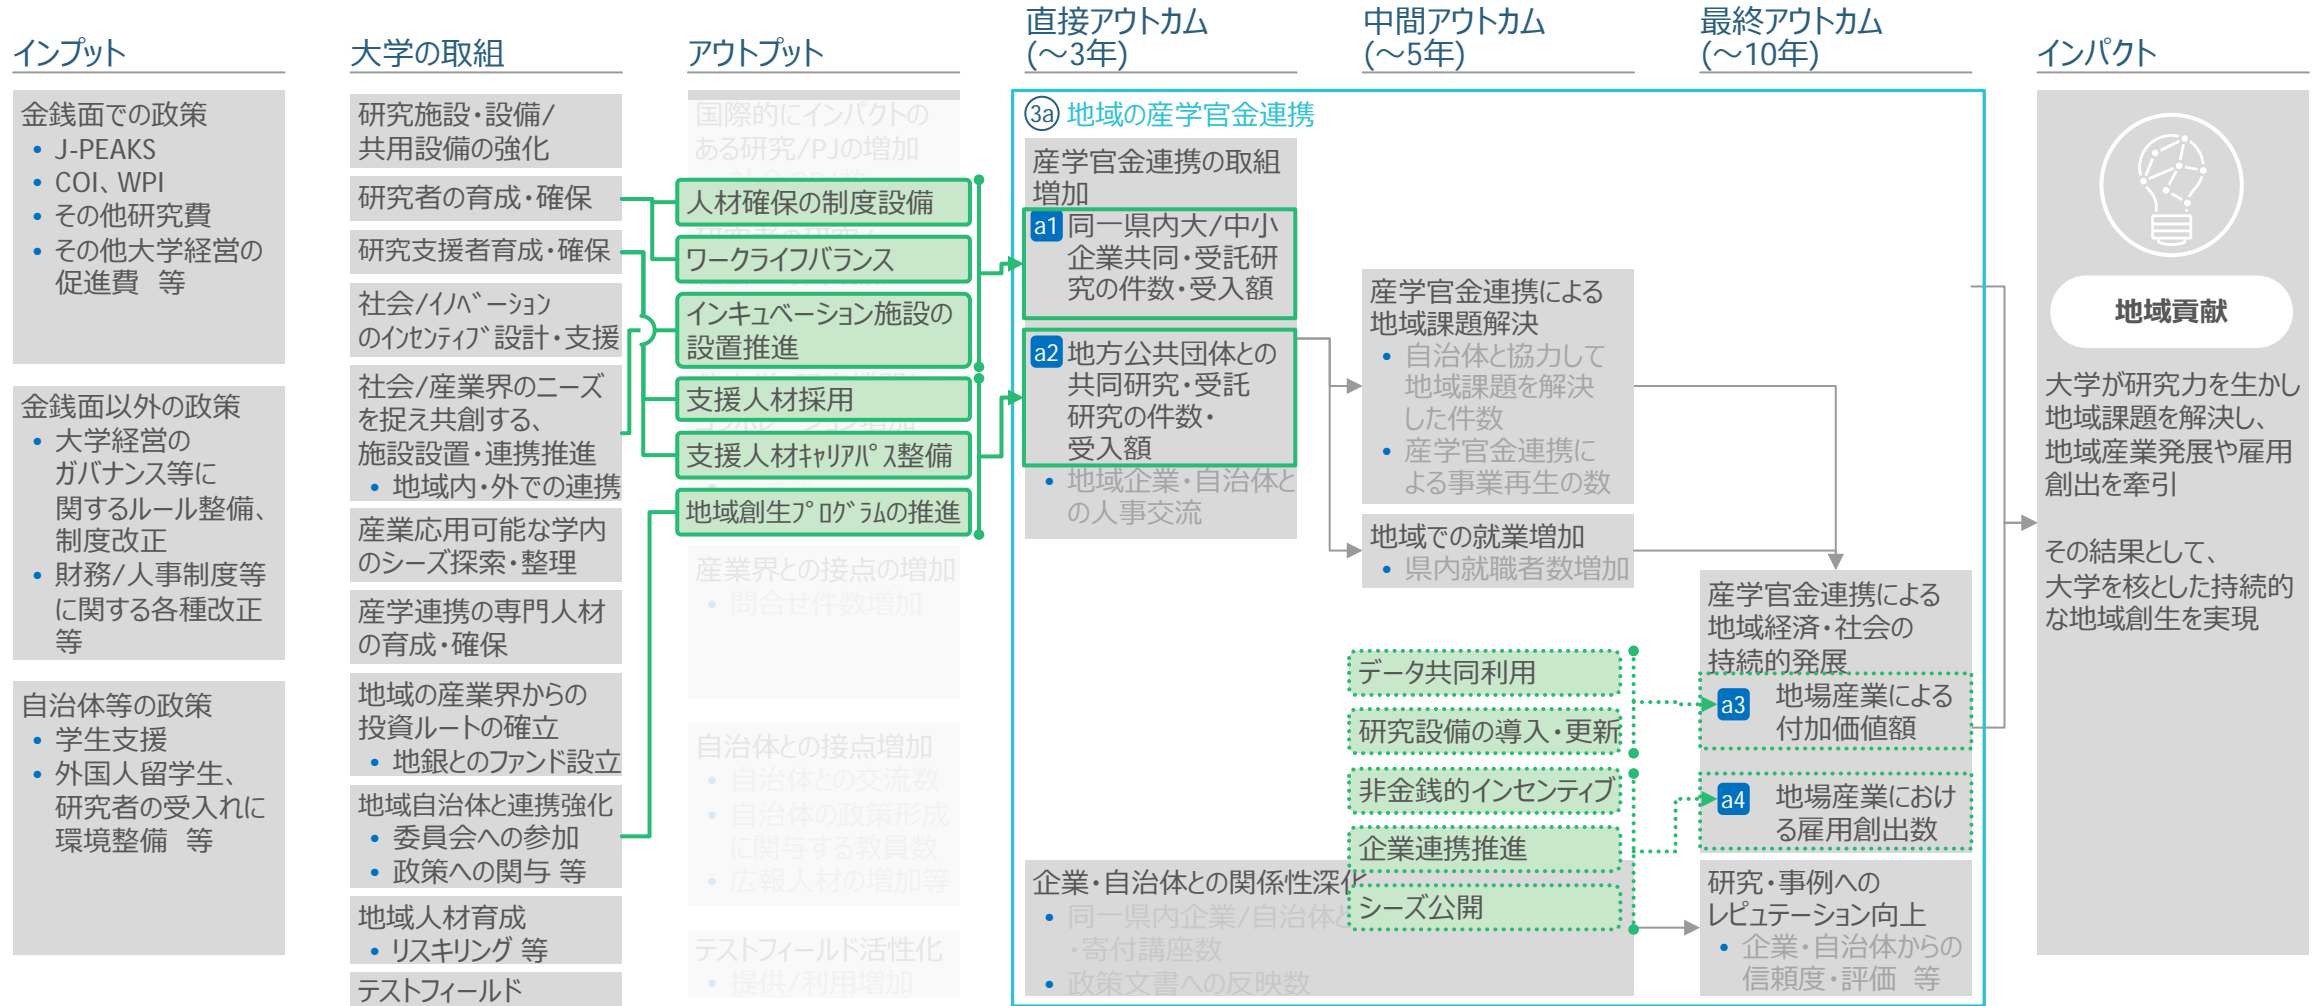 インプット
金銭面での政策
• J-PEAKS
• COI、WPI
• その他研究費
• その他大学経営の
促進費 等
金銭面以外の政策
• 大学経営の
ガバナンス等に
関するルール整備、
制度改正
• 財務/人事制度等
に関する各種改正
等
自治体等の政策
• 学生支援
• 外国人留学生、
研究者の受入れに
環境整備 等
大学の取組
研究施設・設備/
共用設備の強化
研究者の育成・確保
研究支援者育成・確保
社会/イノベーション
のインセンティブ設計・支援
社会/産業界のニーズ
を捉え共創する、
施設設置・連携推進
• 地域内・外での連携
産業応用可能な学内
のシーズ探索・整理
産学連携の専門人材
の育成・確保
地域の産業界からの
投資ルートの確立
• 地銀とのファンド設立
地域自治体と連携強化
• 委員会への参加
• 政策への関与 等
地域人材育成
• リスキリング 等
テストフィールド
アウトプット
国際的にインパクトの
ある研究/PJの増加
人材確保の制度設備
ワークライフバランス
インキュベーション施設の
設置推進
支援人材採用
支援人材キャリアパス整備
地域創生プログラムの推進
産業界との接点の増加
• 問合せ件数増加
自治体との接点増加
• 自治体との交流数
• 自治体の政策形成
に関与する教員数
• 広報人材の増加等
テストフィールド活性化
• 提供/利用増加
直接アウトカム
(～3年)
3a 地域の産学官金連携
産学官金連携の取組
増加
a1 同一県内大/中小
企業共同・受託研
究の件数・受入額
a2 地方公共団体との
共同研究・受託
研究の件数・
受入額
• 地域企業・自治体と
の人事交流
企業・自治体との関係性深化
• 同一県内企業/自治体と
・寄付講座数
• 政策文書への反映数
中間アウトカム
(～5年)
産学官金連携による
地域課題解決
• 自治体と協力して
地域課題を解決
した件数
• 産学官金連携に
よる事業再生の数
地域での就業増加
• 県内就職者数増加
データ共同利用
研究設備の導入・更新
非金銭的インセンティブ
企業連携推進
シーズ公開
最終アウトカム
(～10年)
産学官金連携による
地域経済・社会の
持続的発展
a3 地場産業による
付加価値額
a4 地場産業におけ
る雇用創出数
研究・事例への
レピュテーション向上
• 企業・自治体からの
信頼度・評価 等
インパクト
地域貢献
大学が研究力を生かし
地域課題を解決し、
地域産業発展や雇用
創出を牽引
その結果として、
大学を核とした持続的
な地域創生を実現